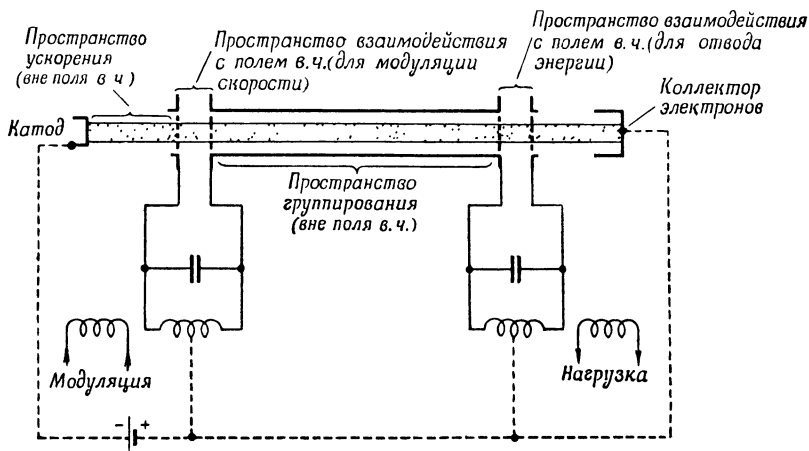 Пространство
ускорения
(вне поля в ч)
Пространство взаимодействия
с полем в.ч.(для модуляции
скорости)
Пространство взаимодействия
с полем в.ч.(для отвода
энергии)
Коллектор
электронов
Катод
Пространство
группирования
(вне поля в.ч.)
Модуляция
Нагрузка
- +